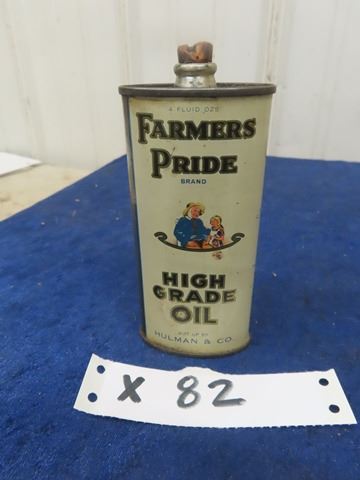 4 FLUID OZS
FARMERS
PRIDE
BRAND
HIGH
GRADE
OIL
PUT UP BY
HULMAN & CO.
X 82